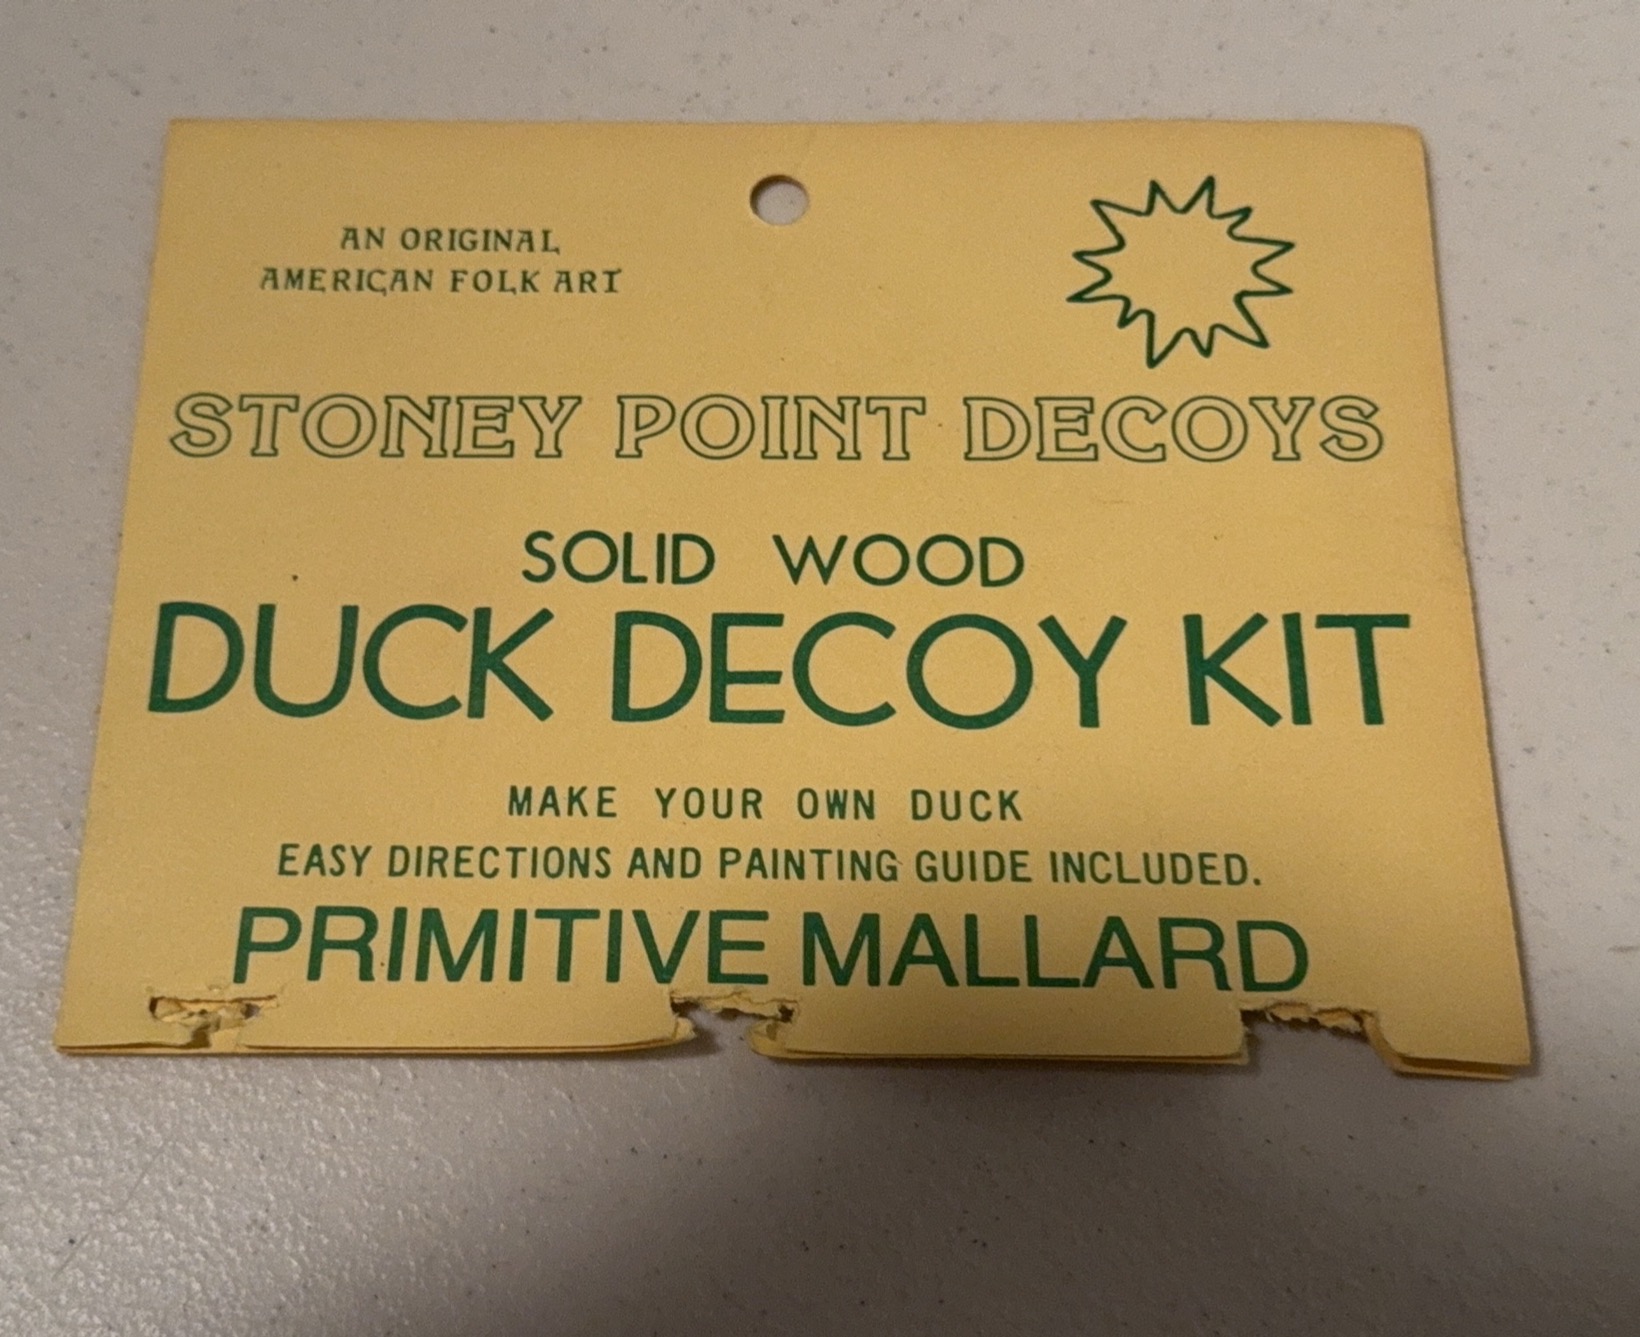 AN ORIGINAL
AMERICAN FOLK ART
STONEY POINT DECOYS
SOLID WOOD
DUCK DECOY KIT
MAKE YOUR OWN DUCK
EASY DIRECTIONS AND PAINTING GUIDE INCLUDED.
PRIMITIVE MALLARD